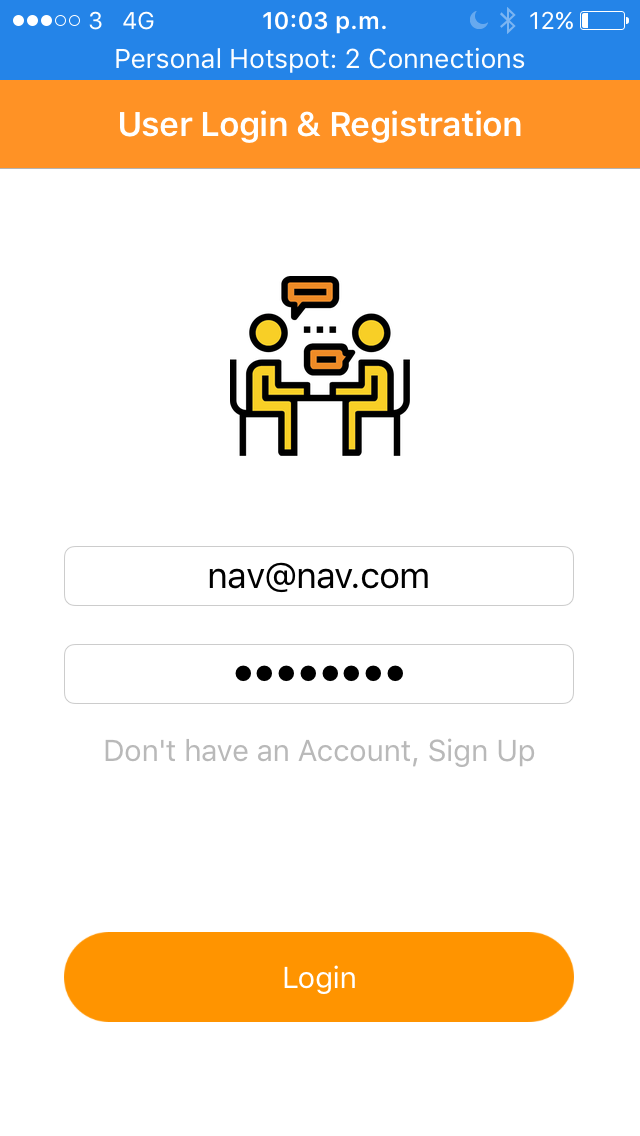 3 4G 10:03 p.m. 12%
Personal Hotspot: 2 Connections
User Login & Registration
nav@nav.com
••••••••
Don't have an Account, Sign Up
Login